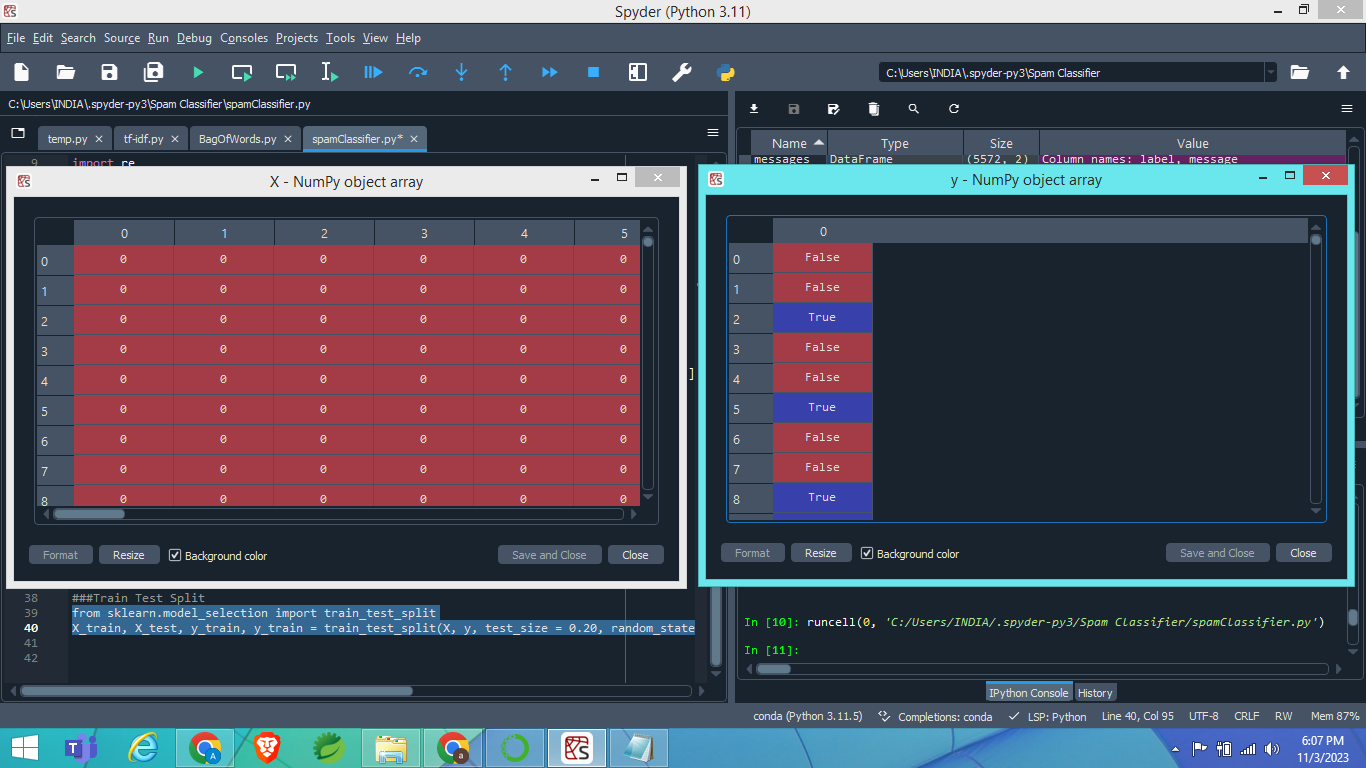 Spyder (Python 3.11)
File Edit Search Source Run Debug Consoles Projects Tools View Help
C:\Users\INDIA\.spyder-py3\Spam Classifier
C:\Users\INDIA\.spyder-py3\Spam Classifier\spamClassifier.py
temp.py tf-idf.py BagOfWords.py spamClassifier.py*
Name Type Size Value
9 import re
messages DataFrame (5572, 2) Column names: label, message
X - NumPy object array
0 1 2 3 4 5
0 0 0 0 0 0 0
1 0 0 0 0 0 0
2 0 0 0 0 0 0
3 0 0 0 0 0 0
4 0 0 0 0 0 0
5 0 0 0 0 0 0
6 0 0 0 0 0 0
7 0 0 0 0 0 0
8 0 0 0 0 0 0
Format Resize Background color Save and Close Close
]
y - NumPy object array
0
0 False
1 False
2 True
3 False
4 False
5 True
6 False
7 False
8 True
Format Resize Background color Save and Close Close
38 ###Train Test Split
39 from sklearn.model_selection import train_test_split
40 X_train, X_test, y_train, y_train = train_test_split(X, y, test_size = 0.20, random_state
41
42
In [10]: runcell(0, 'C:/Users/INDIA/.spyder-py3/Spam Classifier/spamClassifier.py')
In [11]:
IPython Console History
conda (Python 3.11.5) Completions: conda LSP: Python Line 40, Col 95 UTF-8 CRLF RW Mem 87%
6:07 PM
11/3/2023